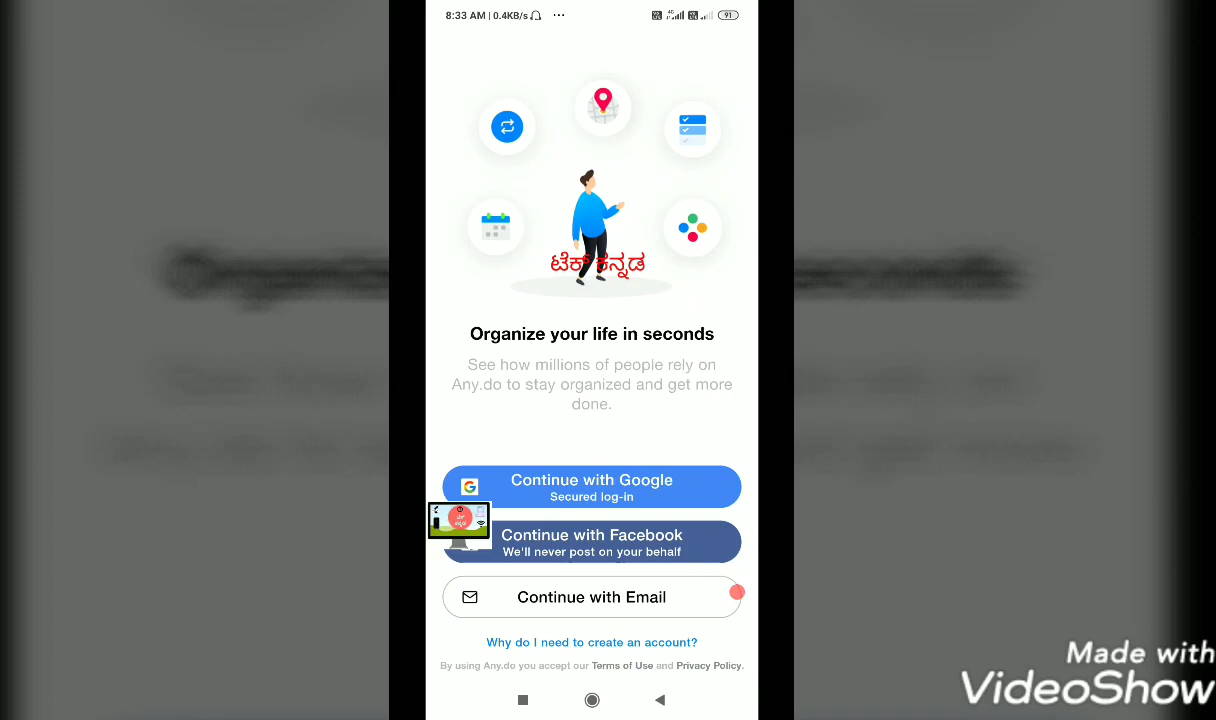 8:33 AM | 0.4KB/s
91
ಟೆಕ್ ಕನ್ನಡ
Organize your life in seconds
See how millions of people rely on
Any.do to stay organized and get more
done.
Continue with Google
Secured log-in
Continue with Facebook
We'll never post on your behalf
Continue with Email
Why do I need to create an account?
By using Any.do you accept our Terms of Use and Privacy Policy.
Made with
VideoShow